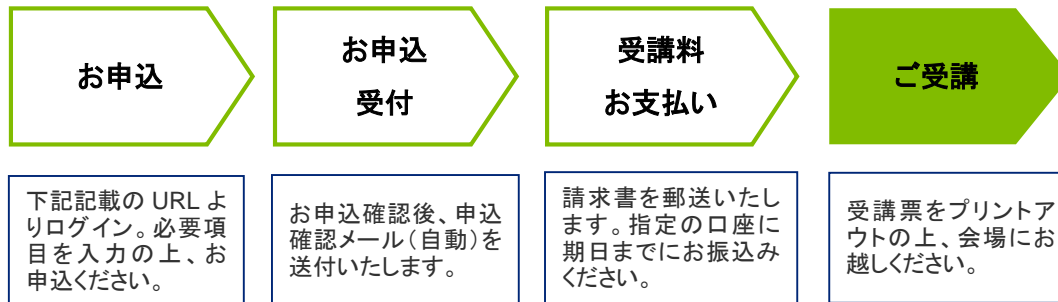 お申込
お申込
受付
受講料
お支払い
ご受講
下記記載の URL よ
りログイン。必要項
目を入力の上、お
申込ください。
お申込確認後、申込
確認メール（自動）を
送付いたします。
請求書を郵送いたし
ます。指定の口座に
期日までにお振込み
ください。
受講票をプリントア
ウトの上、会場にお
越しください。